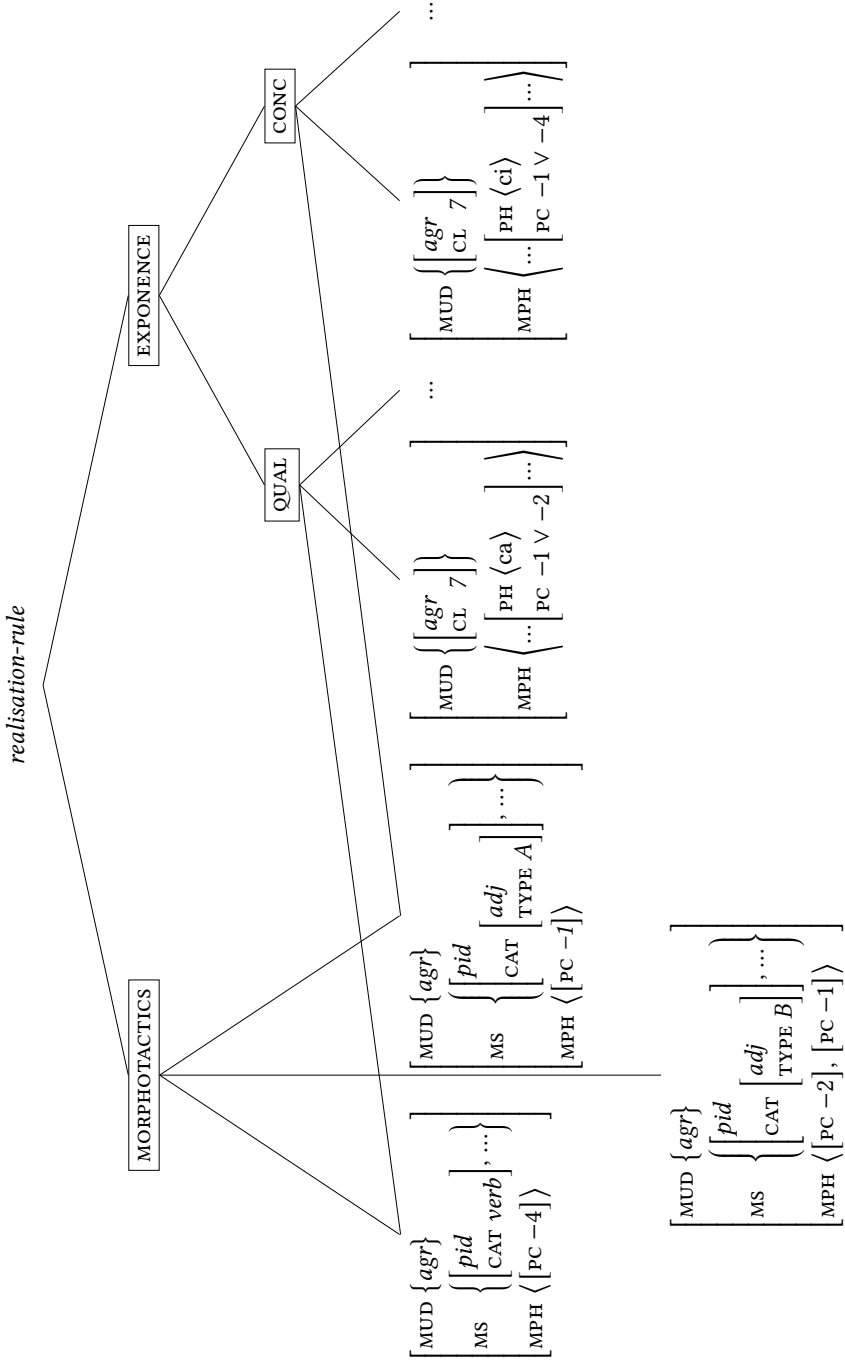 realisation-rule
MORPHOTACTICS
EXPONENCE
QUAL
CONC
[MUD {agr}
MS {[pid
CAT verb], ...}
MPH ⟨[PC −4]⟩]
[MUD {agr}
MS {[pid
CAT [adj
TYPE A]], ...}
MPH ⟨[PC −1]⟩]
[MUD {[agr
CL 7]}
MPH ⟨... [PH ⟨ca⟩
PC −1 ∨ −2] ...⟩]
...
[MUD {[agr
CL 7]}
MPH ⟨... [PH ⟨ci⟩
PC −1 ∨ −4] ...⟩]
...
[MUD {agr}
MS {[pid
CAT [adj
TYPE B]], ...}
MPH ⟨[PC −2], [PC −1]⟩]